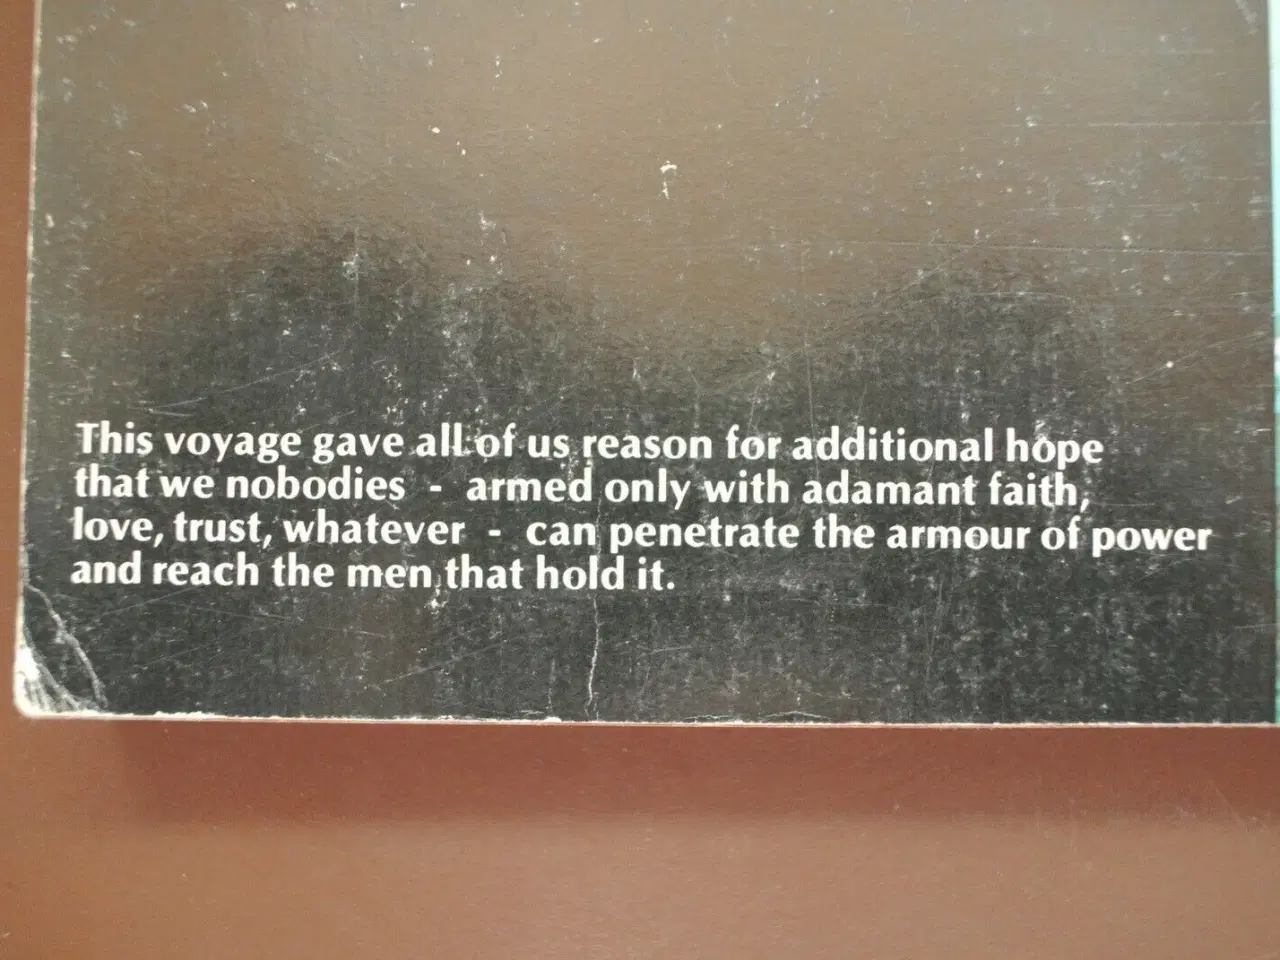 This voyage gave all of us reason for additional hope
that we nobodies - armed only with adamant faith,
love, trust, whatever - can penetrate the armour of power
and reach the men that hold it.